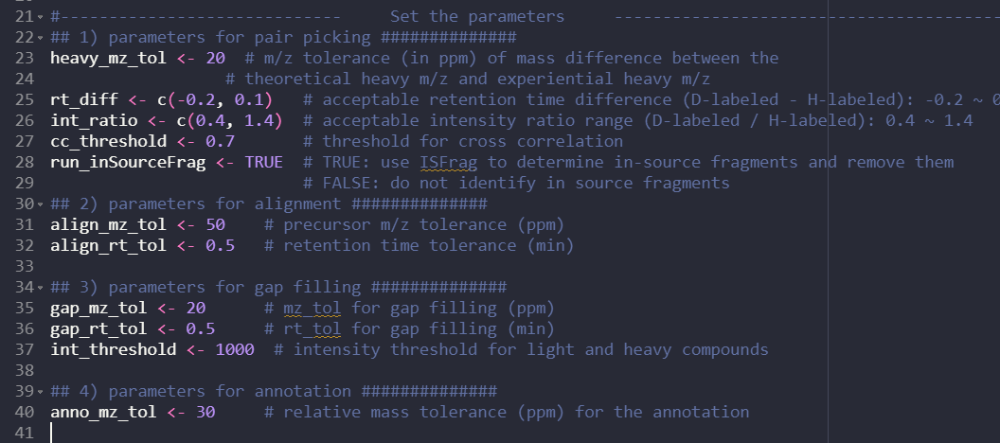 21 #-----------------------------     Set the parameters     ----------------------------------------
22 ## 1) parameters for pair picking ##############
23 heavy_mz_tol <- 20  # m/z tolerance (in ppm) of mass difference between the
24                   # theoretical heavy m/z and experiential heavy m/z
25 rt_diff <- c(-0.2, 0.1)   # acceptable retention time difference (D-labeled - H-labeled): -0.2 ~
26 int_ratio <- c(0.4, 1.4)  # acceptable intensity ratio range (D-labeled / H-labeled): 0.4 ~ 1.4
27 cc_threshold <- 0.7       # threshold for cross correlation
28 run_inSourceFrag <- TRUE  # TRUE: use ISFrag to determine in-source fragments and remove them
29                           # FALSE: do not identify in source fragments
30 ## 2) parameters for alignment ##############
31 align_mz_tol <- 50    # precursor m/z tolerance (ppm)
32 align_rt_tol <- 0.5   # retention time tolerance (min)
33
34 ## 3) parameters for gap filling ##############
35 gap_mz_tol <- 20      # mz_tol for gap filling (ppm)
36 gap_rt_tol <- 0.5     # rt_tol for gap filling (min)
37 int_threshold <- 1000  # intensity threshold for light and heavy compounds
38
39 ## 4) parameters for annotation ##############
40 anno_mz_tol <- 30     # relative mass tolerance (ppm) for the annotation
41